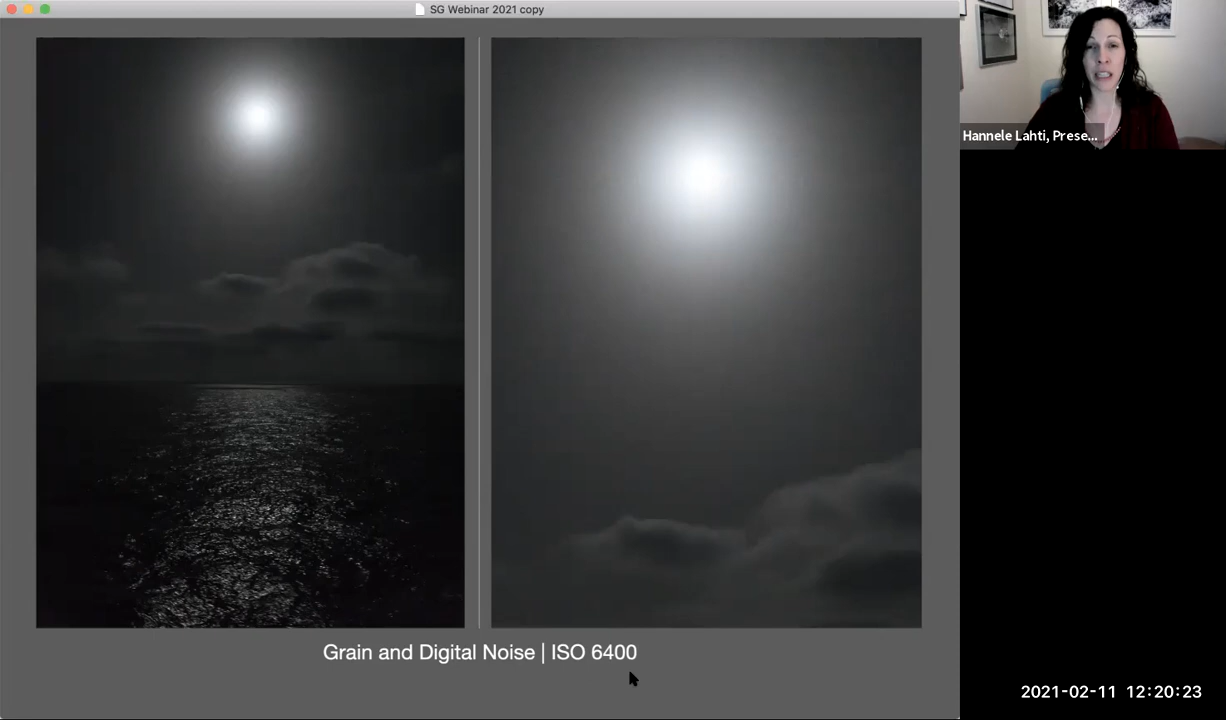 SG Webinar 2021 copy
Hannele Lahti, Prese...
Grain and Digital Noise | ISO 6400
2021-02-11 12:20:23